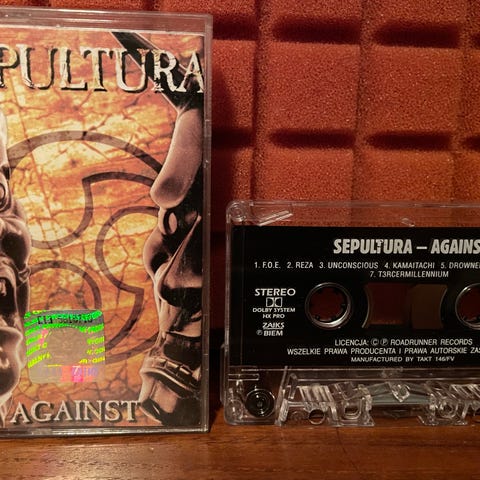 PULTURA
AGAINST
SEPULTURA – AGAINS
1. F.O.E. 2. REZA 3. UNCONSCIOUS 4. KAMAITACHI 5. DROWNE
7. T3RCERMILLENNIUM
STEREO
DOLBY SYSTEM
HX PRO
ZAIKS
℗ BIEM
LICENCJA: Ⓒ Ⓟ ROADRUNNER RECORDS
WSZELKIE PRAWA PRODUCENTA I PRAWA AUTORSKIE ZAS
MANUFACTURED BY TAKT 146/FV